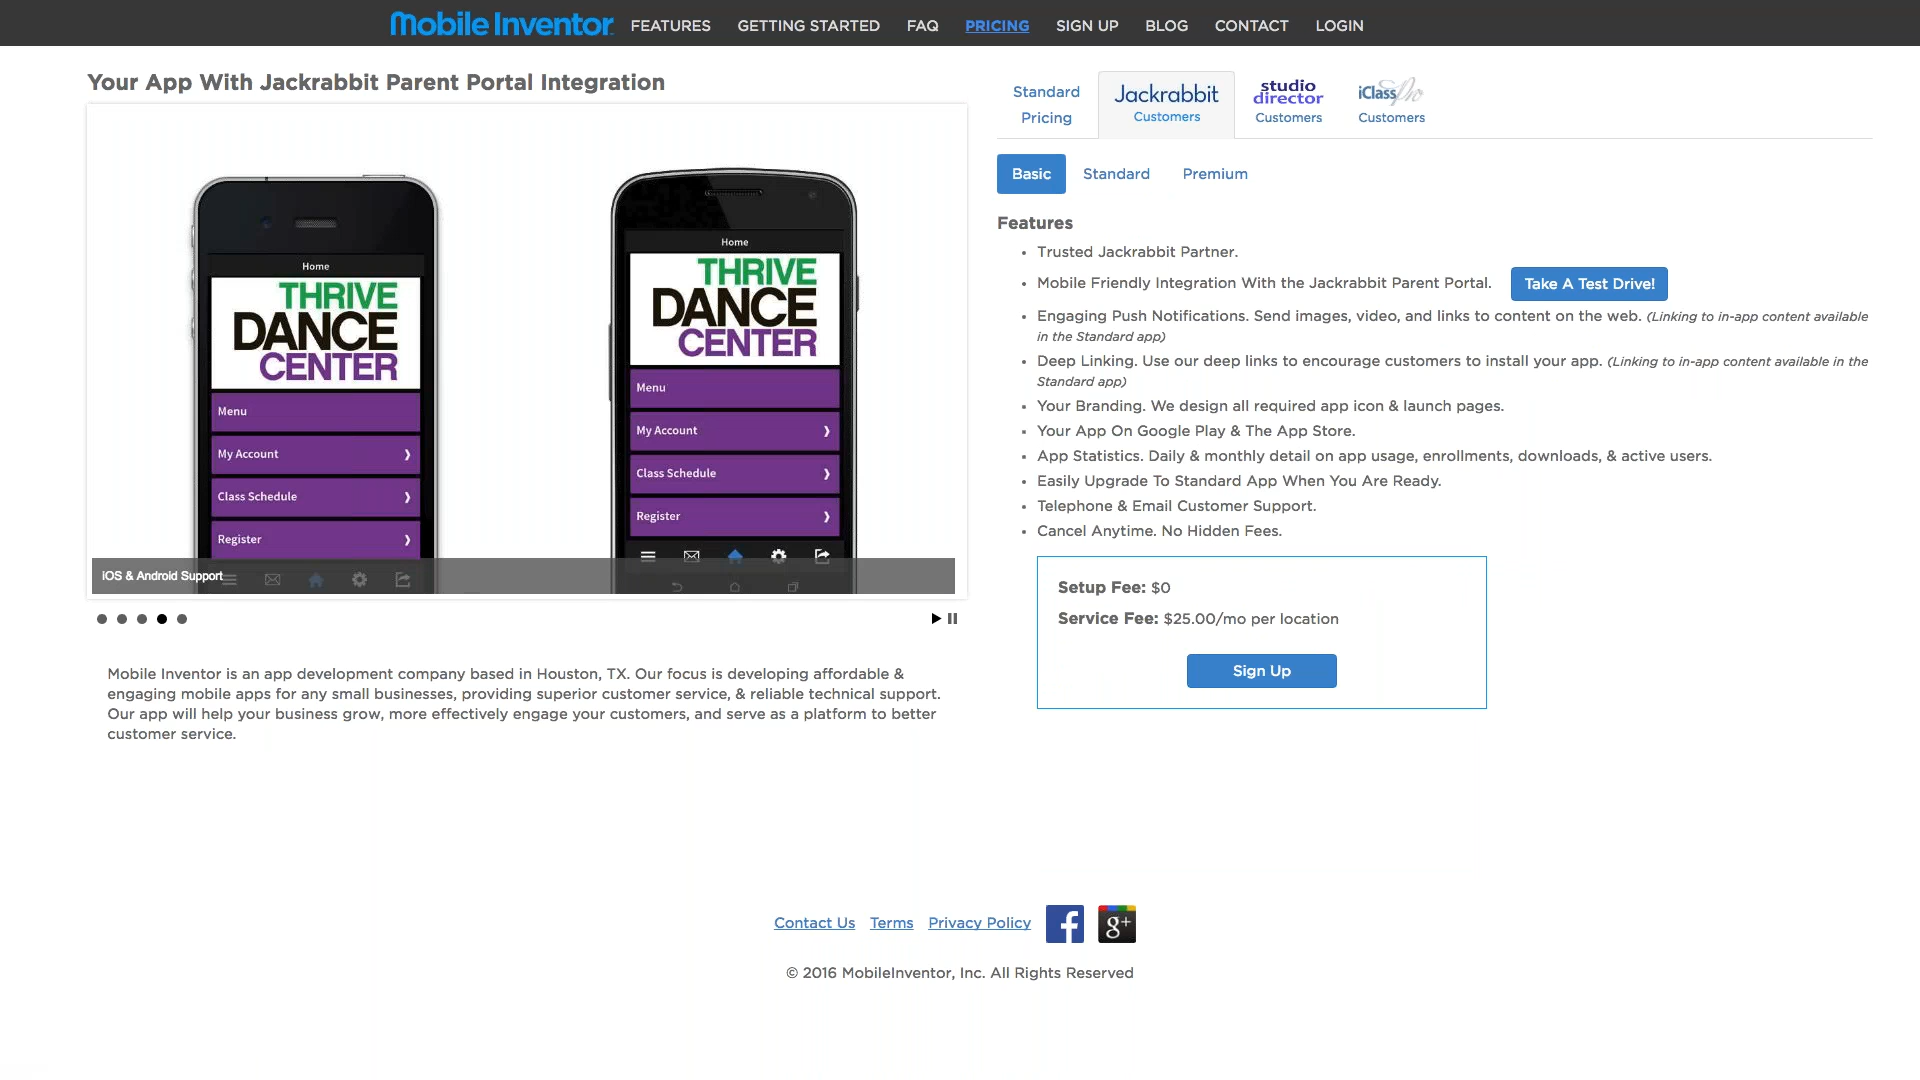 Mobile Inventor FEATURES GETTING STARTED FAQ PRICING SIGN UP BLOG CONTACT LOGIN
Your App With Jackrabbit Parent Portal Integration
Home
THRIVE
DANCE
CENTER
Menu
My Account
Class Schedule
Register
Home
THRIVE
DANCE
CENTER
Menu
My Account
Class Schedule
Register
iOS & Android Support
Mobile Inventor is an app development company based in Houston, TX. Our focus is developing affordable &
engaging mobile apps for any small businesses, providing superior customer service, & reliable technical support.
Our app will help your business grow, more effectively engage your customers, and serve as a platform to better
customer service.
Standard
Pricing
Jackrabbit
Customers
studio
director
Customers
iClassPro
Customers
Basic Standard Premium
Features
Trusted Jackrabbit Partner.
Mobile Friendly Integration With the Jackrabbit Parent Portal. Take A Test Drive!
Engaging Push Notifications. Send images, video, and links to content on the web. (Linking to in-app content available
in the Standard app)
Deep Linking. Use our deep links to encourage customers to install your app. (Linking to in-app content available in the
Standard app)
Your Branding. We design all required app icon & launch pages.
Your App On Google Play & The App Store.
App Statistics. Daily & monthly detail on app usage, enrollments, downloads, & active users.
Easily Upgrade To Standard App When You Are Ready.
Telephone & Email Customer Support.
Cancel Anytime. No Hidden Fees.
Setup Fee: $0
Service Fee: $25.00/mo per location
Sign Up
Contact Us Terms Privacy Policy f g+
© 2016 MobileInventor, Inc. All Rights Reserved